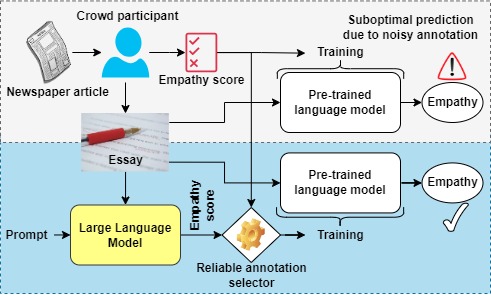 Crowd participant
Suboptimal prediction
due to noisy annotation
Newspaper article
Empathy score
Training
Pre-trained
language model
Empathy
Essay
Pre-trained
language model
Empathy
Prompt
Large Language
Model
Empathy
score
Training
Reliable annotation
selector